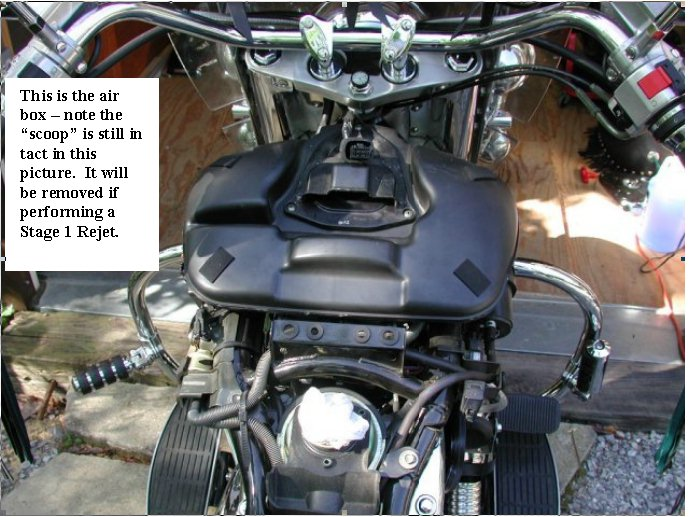 This is the air
box – note the
“scoop” is still in
tact in this
picture.  It will
be removed if
performing a
Stage 1 Rejet.